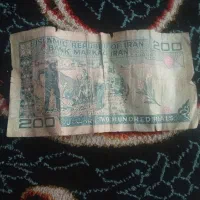 ISLAMIC REPUBLIC OF IRAN 200
BANK MARKAZI IRAN
200 TWO HUNDRED RIALS